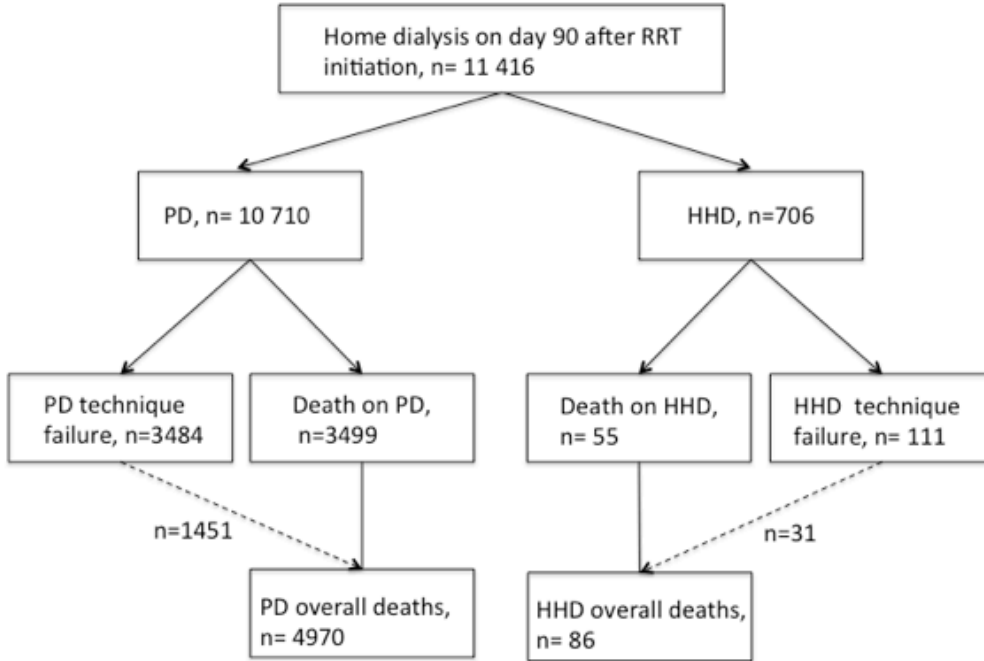 Home dialysis on day 90 after RRT
initiation, n= 11 416
PD, n= 10 710
HHD, n=706
PD technique
failure, n=3484
Death on PD,
n=3499
Death on HHD,
n= 55
HHD  technique
failure, n= 111
n=1451
n=31
PD overall deaths,
n= 4970
HHD overall deaths,
n= 86